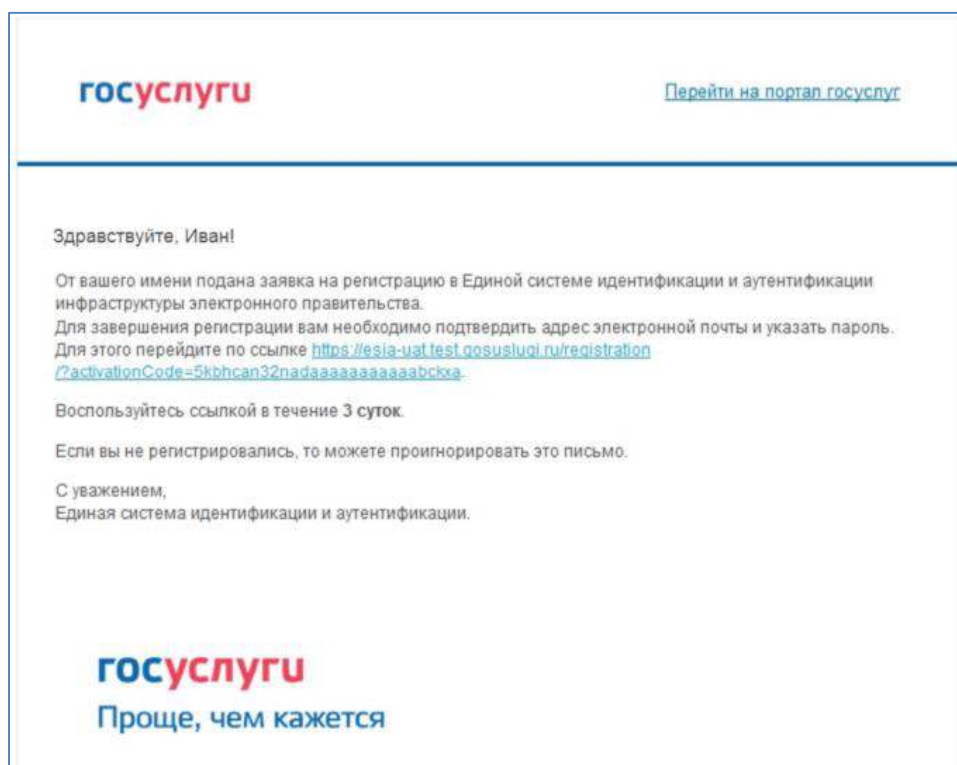 госуслуги
Перейти на портал госуслуг
Здравствуйте, Иван!
От вашего имени подана заявка на регистрацию в Единой системе идентификации и аутентификации
инфраструктуры электронного правительства.
Для завершения регистрации вам необходимо подтвердить адрес электронной почты и указать пароль.
Для этого перейдите по ссылке https://esia-uat.test.gosuslugi.ru/registration
/?activationCode=5kbhcan32nadaaaaaaaaaaabckxa.
Воспользуйтесь ссылкой в течение 3 суток.
Если вы не регистрировались, то можете проигнорировать это письмо.
С уважением,
Единая система идентификации и аутентификации.
госуслуги
Проще, чем кажется